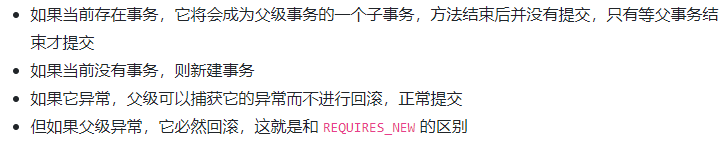 如果当前存在事务，它将会成为父级事务的一个子事务，方法结束后并没有提交，只有等父事务结
束才提交
如果当前没有事务，则新建事务
如果它异常，父级可以捕获它的异常而不进行回滚，正常提交
但如果父级异常，它必然回滚，这就是和 REQUIRES_NEW 的区别